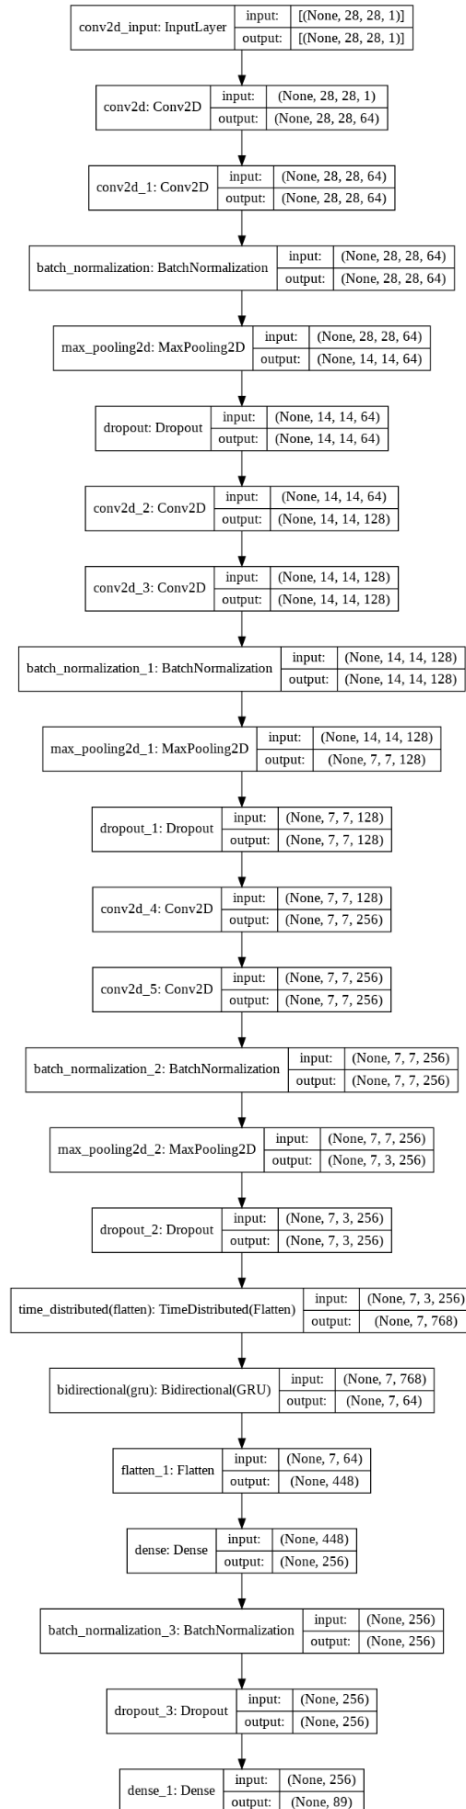 conv2d_input: InputLayer
input: [(None, 28, 28, 1)]
output: [(None, 28, 28, 1)]
conv2d: Conv2D
input: (None, 28, 28, 1)
output: (None, 28, 28, 64)
conv2d_1: Conv2D
input: (None, 28, 28, 64)
output: (None, 28, 28, 64)
batch_normalization: BatchNormalization
input: (None, 28, 28, 64)
output: (None, 28, 28, 64)
max_pooling2d: MaxPooling2D
input: (None, 28, 28, 64)
output: (None, 14, 14, 64)
dropout: Dropout
input: (None, 14, 14, 64)
output: (None, 14, 14, 64)
conv2d_2: Conv2D
input: (None, 14, 14, 64)
output: (None, 14, 14, 128)
conv2d_3: Conv2D
input: (None, 14, 14, 128)
output: (None, 14, 14, 128)
batch_normalization_1: BatchNormalization
input: (None, 14, 14, 128)
output: (None, 14, 14, 128)
max_pooling2d_1: MaxPooling2D
input: (None, 14, 14, 128)
output: (None, 7, 7, 128)
dropout_1: Dropout
input: (None, 7, 7, 128)
output: (None, 7, 7, 128)
conv2d_4: Conv2D
input: (None, 7, 7, 128)
output: (None, 7, 7, 256)
conv2d_5: Conv2D
input: (None, 7, 7, 256)
output: (None, 7, 7, 256)
batch_normalization_2: BatchNormalization
input: (None, 7, 7, 256)
output: (None, 7, 7, 256)
max_pooling2d_2: MaxPooling2D
input: (None, 7, 7, 256)
output: (None, 7, 3, 256)
dropout_2: Dropout
input: (None, 7, 3, 256)
output: (None, 7, 3, 256)
time_distributed(flatten): TimeDistributed(Flatten)
input: (None, 7, 3, 256)
output: (None, 7, 768)
bidirectional(gru): Bidirectional(GRU)
input: (None, 7, 768)
output: (None, 7, 64)
flatten_1: Flatten
input: (None, 7, 64)
output: (None, 448)
dense: Dense
input: (None, 448)
output: (None, 256)
batch_normalization_3: BatchNormalization
input: (None, 256)
output: (None, 256)
dropout_3: Dropout
input: (None, 256)
output: (None, 256)
dense_1: Dense
input: (None, 256)
output: (None, 89)